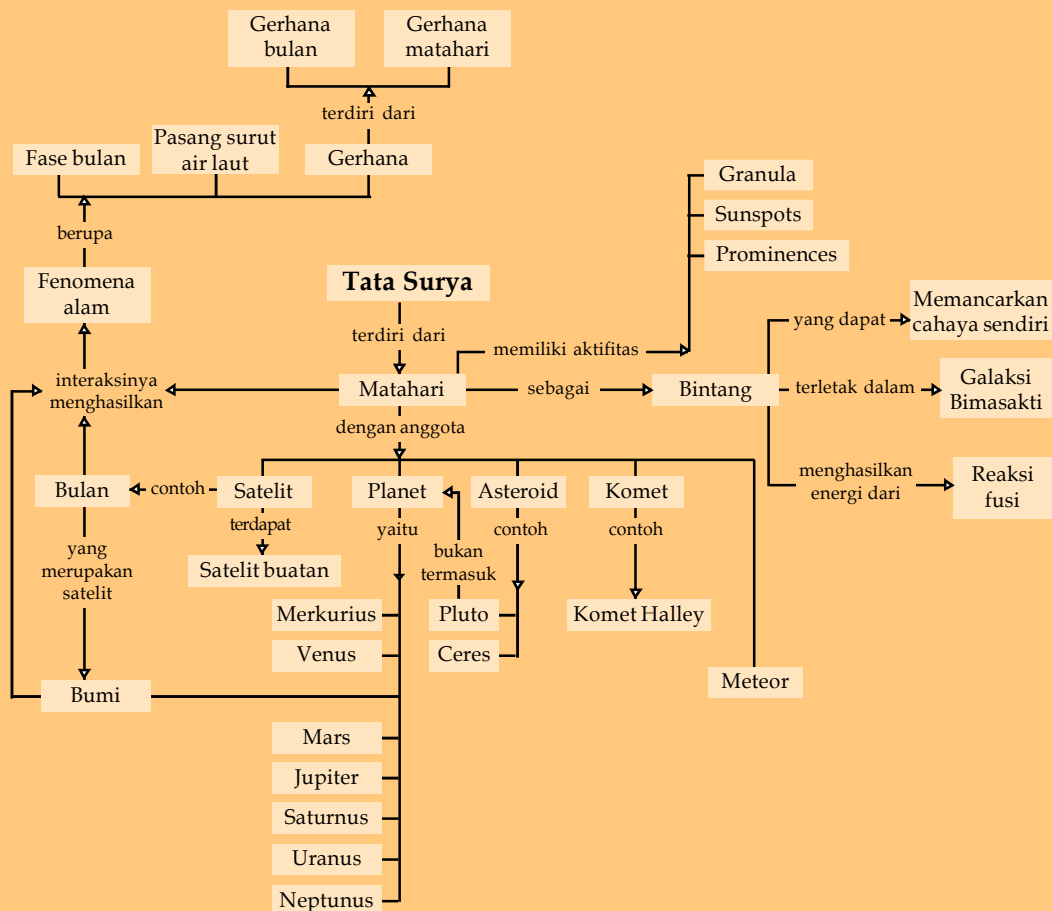 Gerhana
bulan
Gerhana
matahari
terdiri dari
Fase bulan
Pasang surut
air laut
Gerhana
Granula
Sunspots
Prominences
berupa
Fenomena
alam
Tata Surya
terdiri dari
memiliki aktifitas
yang dapat
Memancarkan
cahaya sendiri
interaksinya
menghasilkan
Matahari
sebagai
Bintang
terletak dalam
Galaksi
Bimasakti
dengan anggota
menghasilkan
energi dari
Reaksi
fusi
Bulan
contoh
Satelit
Planet
Asteroid
Komet
terdapat
yaitu
contoh
contoh
yang
merupakan
satelit
Satelit buatan
bukan
termasuk
Merkurius
Pluto
Komet Halley
Venus
Ceres
Meteor
Bumi
Mars
Jupiter
Saturnus
Uranus
Neptunus